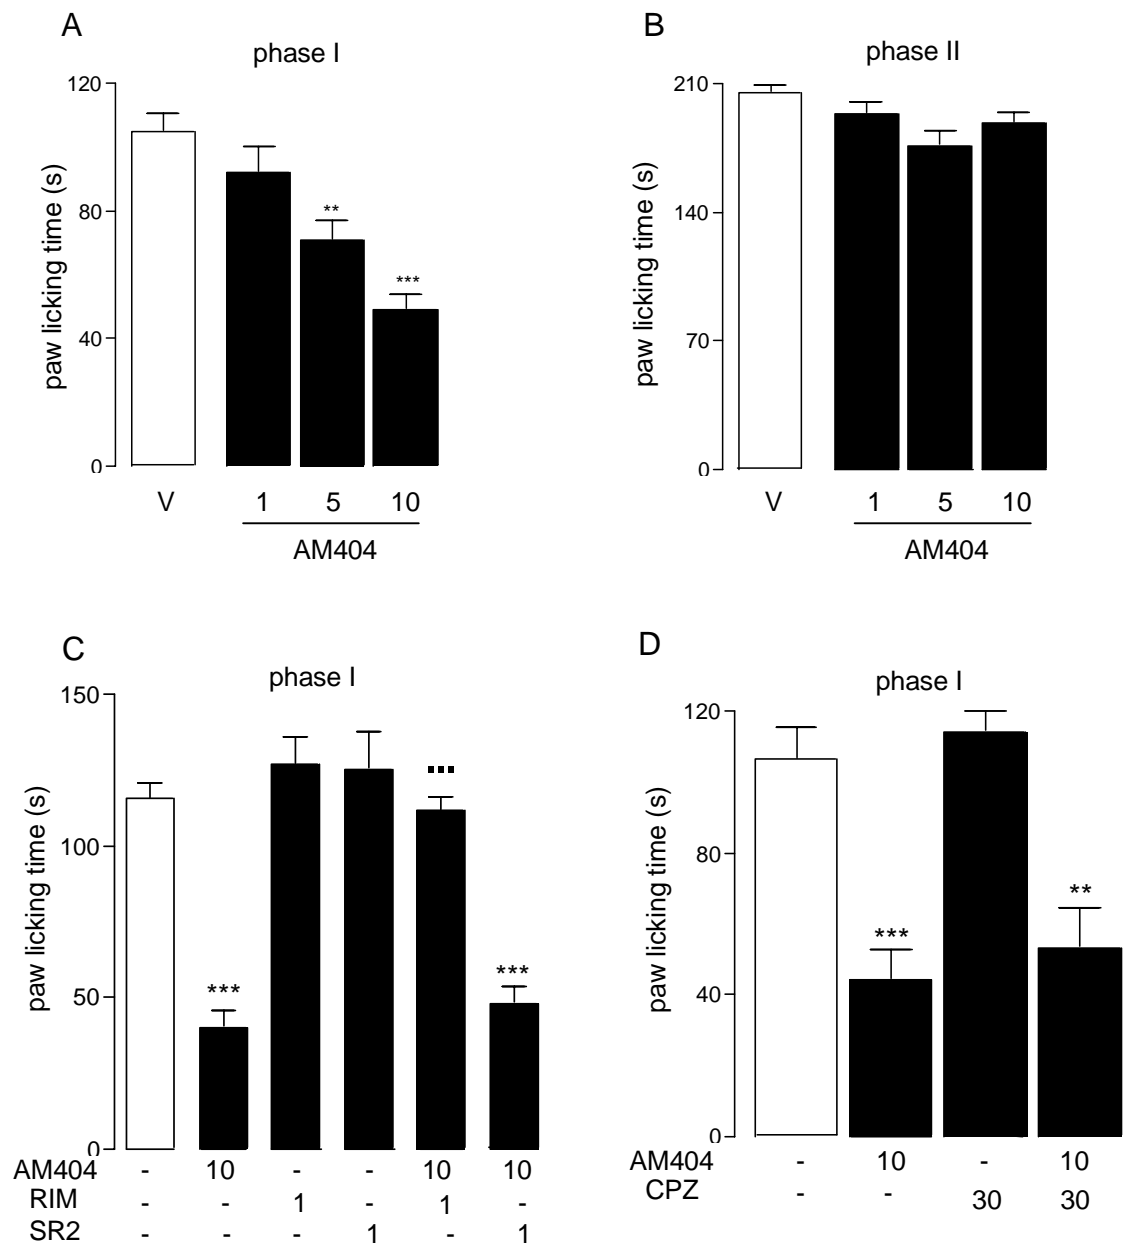 A
phase I
paw licking time (s)
120
80
40
0
**
***
V 1 5 10
AM404
B
phase II
paw licking time (s)
210
140
70
0
V 1 5 10
AM404
C
phase I
paw licking time (s)
150
100
50
0
***
***
AM404 - 10 - - 10 10
RIM - - 1 - 1 -
SR2 - - - 1 - 1
D
phase I
paw licking time (s)
120
80
40
0
***
**
AM404 - 10 - 10
CPZ - - 30 30